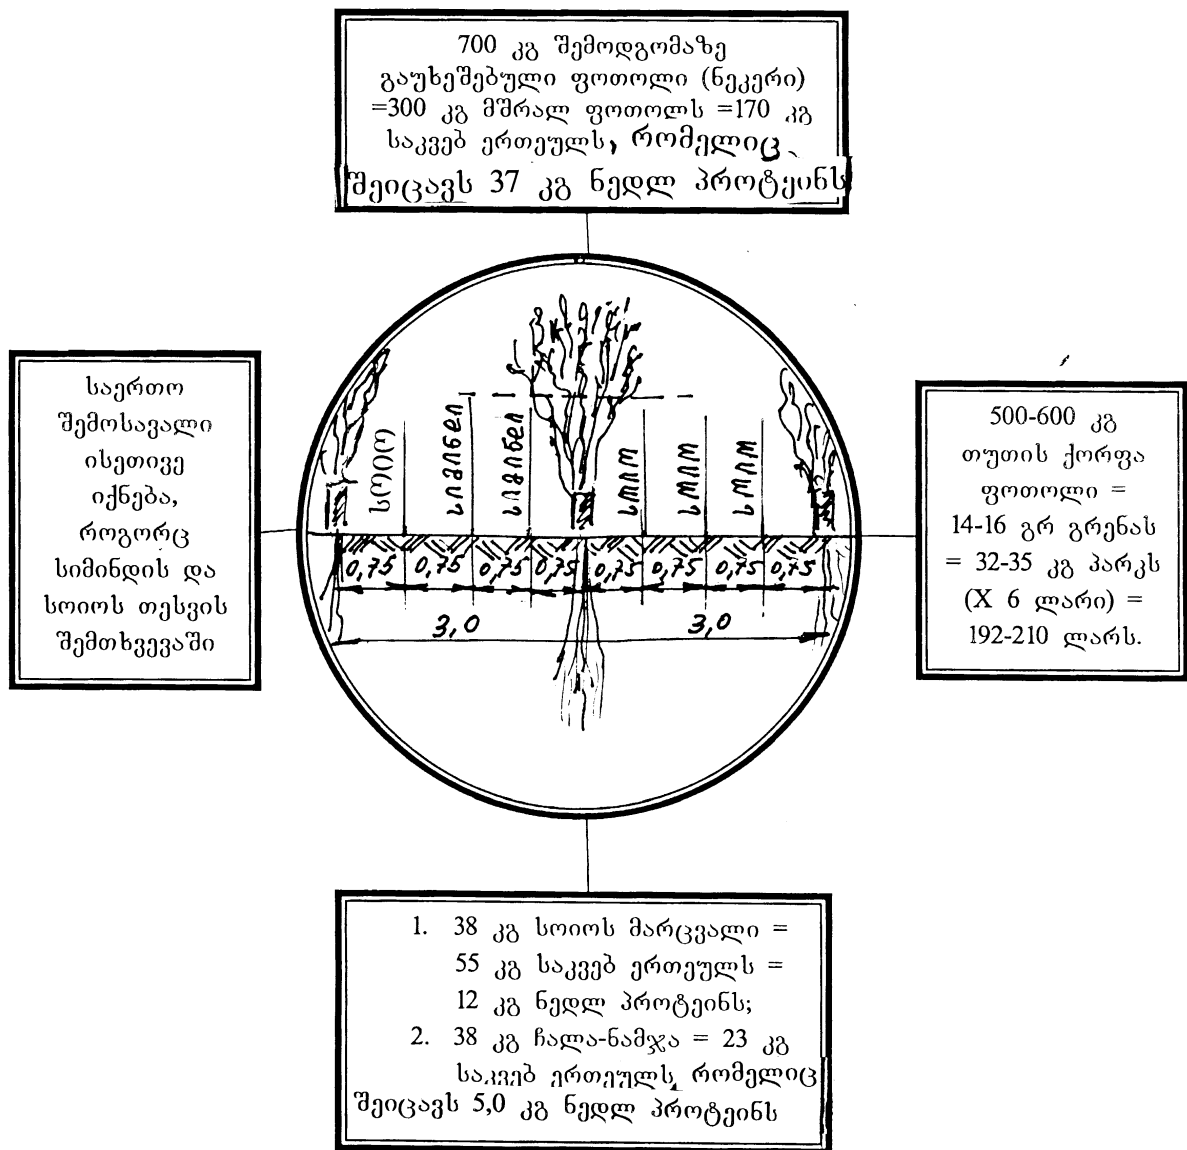 700 კგ შემოდგომაზე
გაუხეშებული ფოთოლი (ნეკერი)
=300 კგ მშრალ ფოთოლს =170 კგ
საკვებ ერთეულს, რომელიც
შეიცავს 37 კგ ნედლ პროტეინს
საერთო
შემოსავალი
ისეთივე
იქნება,
როგორც
სიმინდის და
სოიოს თესვის
შემთხვევაში
სოიო
სიმინდი
სიმინდი
სოიო
სოიო
სოიო
0,75 0,75 0,75 0,75 0,75 0,75 0,75 0,75
3,0 3,0
500-600 კგ
თუთის ქორფა
ფოთოლი =
14-16 გრ გრენას
= 32-35 კგ პარკს
(X 6 ლარი) =
192-210 ლარს.
1. 38 კგ სოიოს მარცვალი =
55 კგ საკვებ ერთეულს =
12 კგ ნედლ პროტეინს;
2. 38 კგ ჩალა-ნამჯა = 23 კგ
საკვებ ერთეულს, რომელიც
შეიცავს 5,0 კგ ნედლ პროტეინს